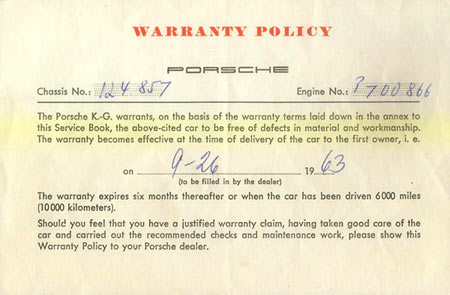 WARRANTY POLICY
PORSCHE
Chassis No.: 124 857 Engine No.: P 700866
The Porsche K.-G. warrants, on the basis of the warranty terms laid down in the annex to
this Service Book, the above-cited car to be free of defects in material and workmanship.
The warranty becomes effective at the time of delivery of the car to the first owner, i. e.
on 9-26 1963
(to be filled in by the dealer)
The warranty expires six months thereafter or when the car has been driven 6000 miles
(10000 kilometers).
Should you feel that you have a justified warranty claim, having taken good care of the
car and carried out the recommended checks and maintenance work, please show this
Warranty Policy to your Porsche dealer.